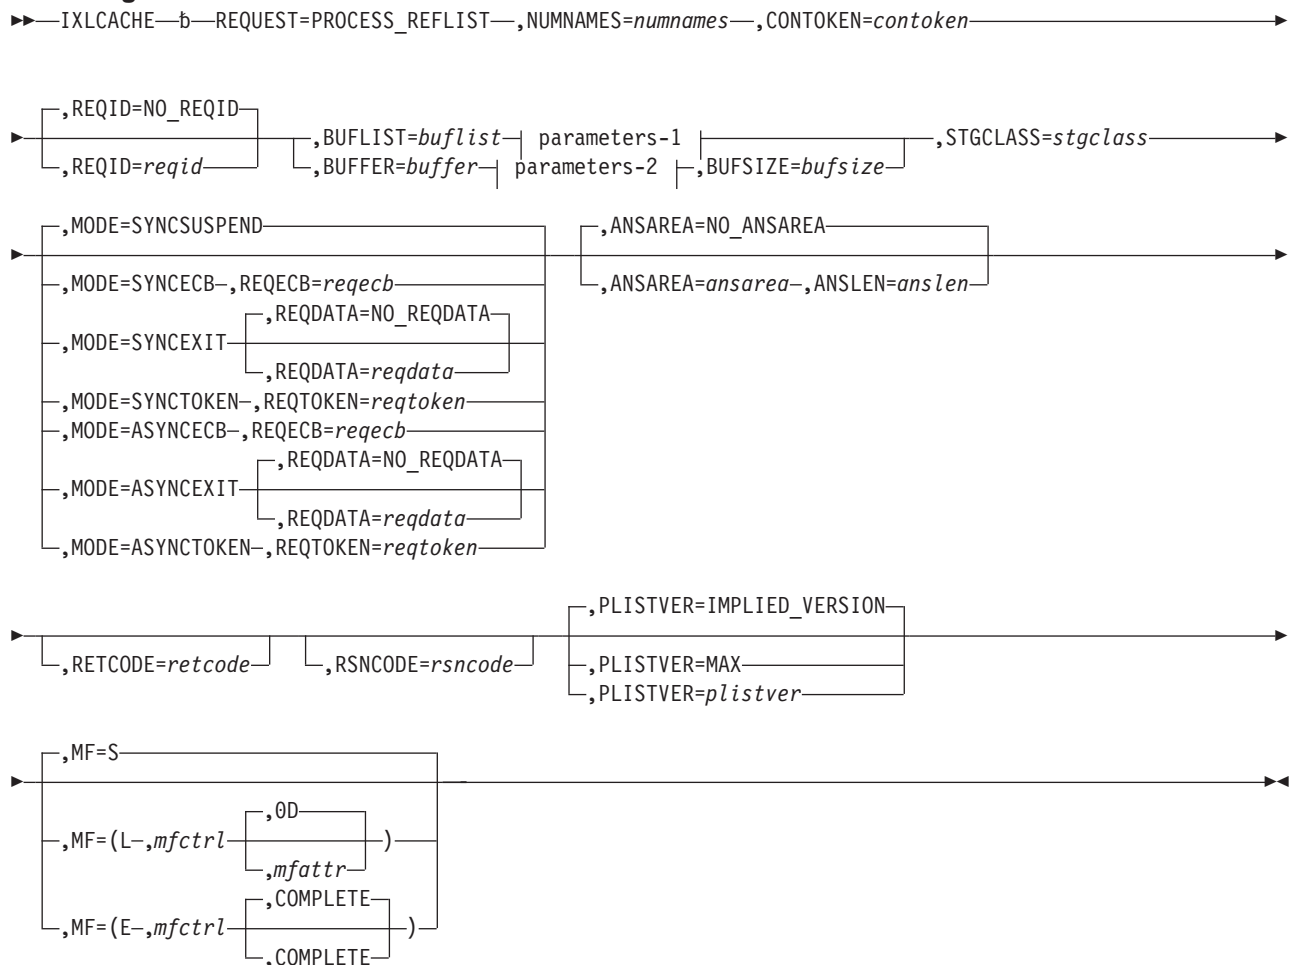 IXLCACHE ƀ REQUEST=PROCESS_REFLIST ,NUMNAMES=numnames ,CONTOKEN=contoken
,REQID=NO_REQID
,REQID=reqid
,BUFLIST=buflist parameters-1
,BUFFER=buffer parameters-2 ,BUFSIZE=bufsize
,STGCLASS=stgclass
,MODE=SYNCSUSPEND
,MODE=SYNCECB ,REQECB=reqecb
,MODE=SYNCEXIT
,REQDATA=NO_REQDATA
,REQDATA=reqdata
,MODE=SYNCTOKEN ,REQTOKEN=reqtoken
,MODE=ASYNCECB ,REQECB=reqecb
,MODE=ASYNCEXIT
,REQDATA=NO_REQDATA
,REQDATA=reqdata
,MODE=ASYNCTOKEN ,REQTOKEN=reqtoken
,ANSAREA=NO_ANSAREA
,ANSAREA=ansarea ,ANSLEN=anslen
,RETCODE=retcode
,RSNCODE=rsncode
,PLISTVER=IMPLIED_VERSION
,PLISTVER=MAX
,PLISTVER=plistver
,MF=S
,MF=(L ,mfctrl
,0D
,mfattr
)
,MF=(E ,mfctrl
,COMPLETE
,COMPLETE
)